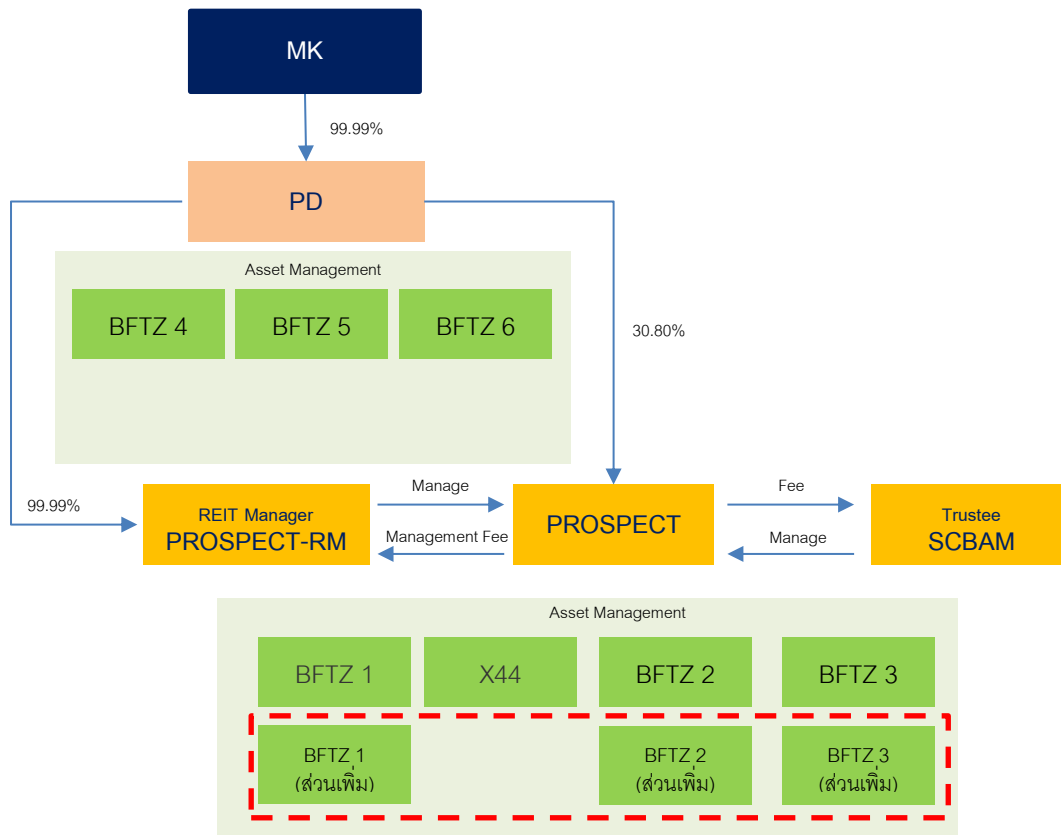 MK
99.99%
PD
Asset Management
BFTZ 4
BFTZ 5
BFTZ 6
30.80%
99.99%
REIT Manager
PROSPECT-RM
Manage
Management Fee
PROSPECT
Fee
Manage
Trustee
SCBAM
Asset Management
BFTZ 1
X44
BFTZ 2
BFTZ 3
BFTZ 1
(ส่วนเพิ่ม)
BFTZ 2
(ส่วนเพิ่ม)
BFTZ 3
(ส่วนเพิ่ม)